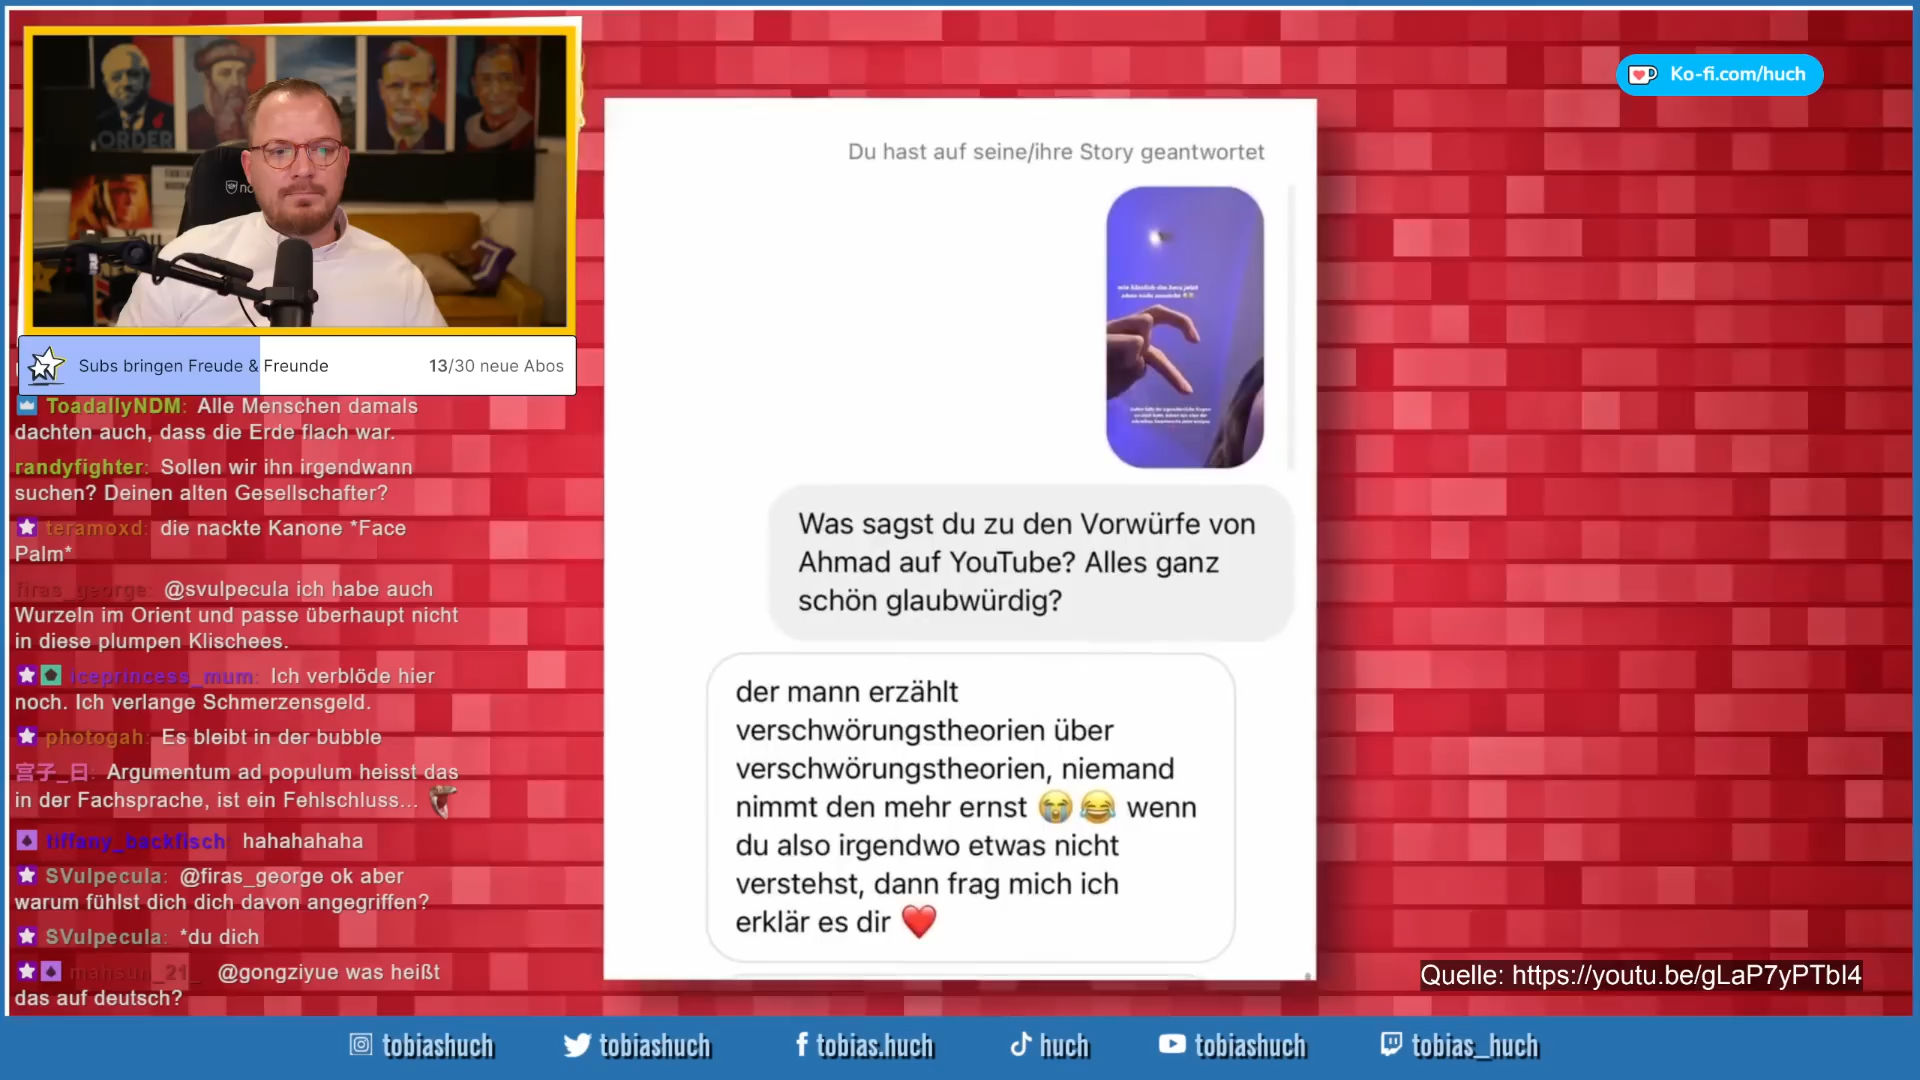 ORDER
Ko-fi.com/huch
Du hast auf seine/ihre Story geantwortet
Was sagst du zu den Vorwürfe von
Ahmad auf YouTube? Alles ganz
schön glaubwürdig?
der mann erzählt
verschwörungstheorien über
verschwörungstheorien, niemand
nimmt den mehr ernst 😭😂 wenn
du also irgendwo etwas nicht
verstehst, dann frag mich ich
erklär es dir ❤️
Subs bringen Freude & Freunde
13/30 neue Abos
ToadallyNDM: Alle Menschen damals
dachten auch, dass die Erde flach war.
randyfighter: Sollen wir ihn irgendwann
suchen? Deinen alten Gesellschafter?
teramoxd: die nackte Kanone *Face
Palm*
firas_george: @svulpecula ich habe auch
Wurzeln im Orient und passe überhaupt nicht
in diese plumpen Klischees.
iceprincess_mum: Ich verblöde hier
noch. Ich verlange Schmerzensgeld.
photogah: Es bleibt in der bubble
宫子_日: Argumentum ad populum heisst das
in der Fachsprache, ist ein Fehlschluss...
tiffany_backfisch hahahahaha
SVulpecula: @firas_george ok aber
warum fühlst dich dich davon angegriffen?
SVulpecula: *du dich
mahsun_21_ @gongziyue was heißt
das auf deutsch?
Quelle: https://youtu.be/gLaP7yPTbI4
tobiashuch
tobiashuch
tobias.huch
huch
tobiashuch
tobias_huch